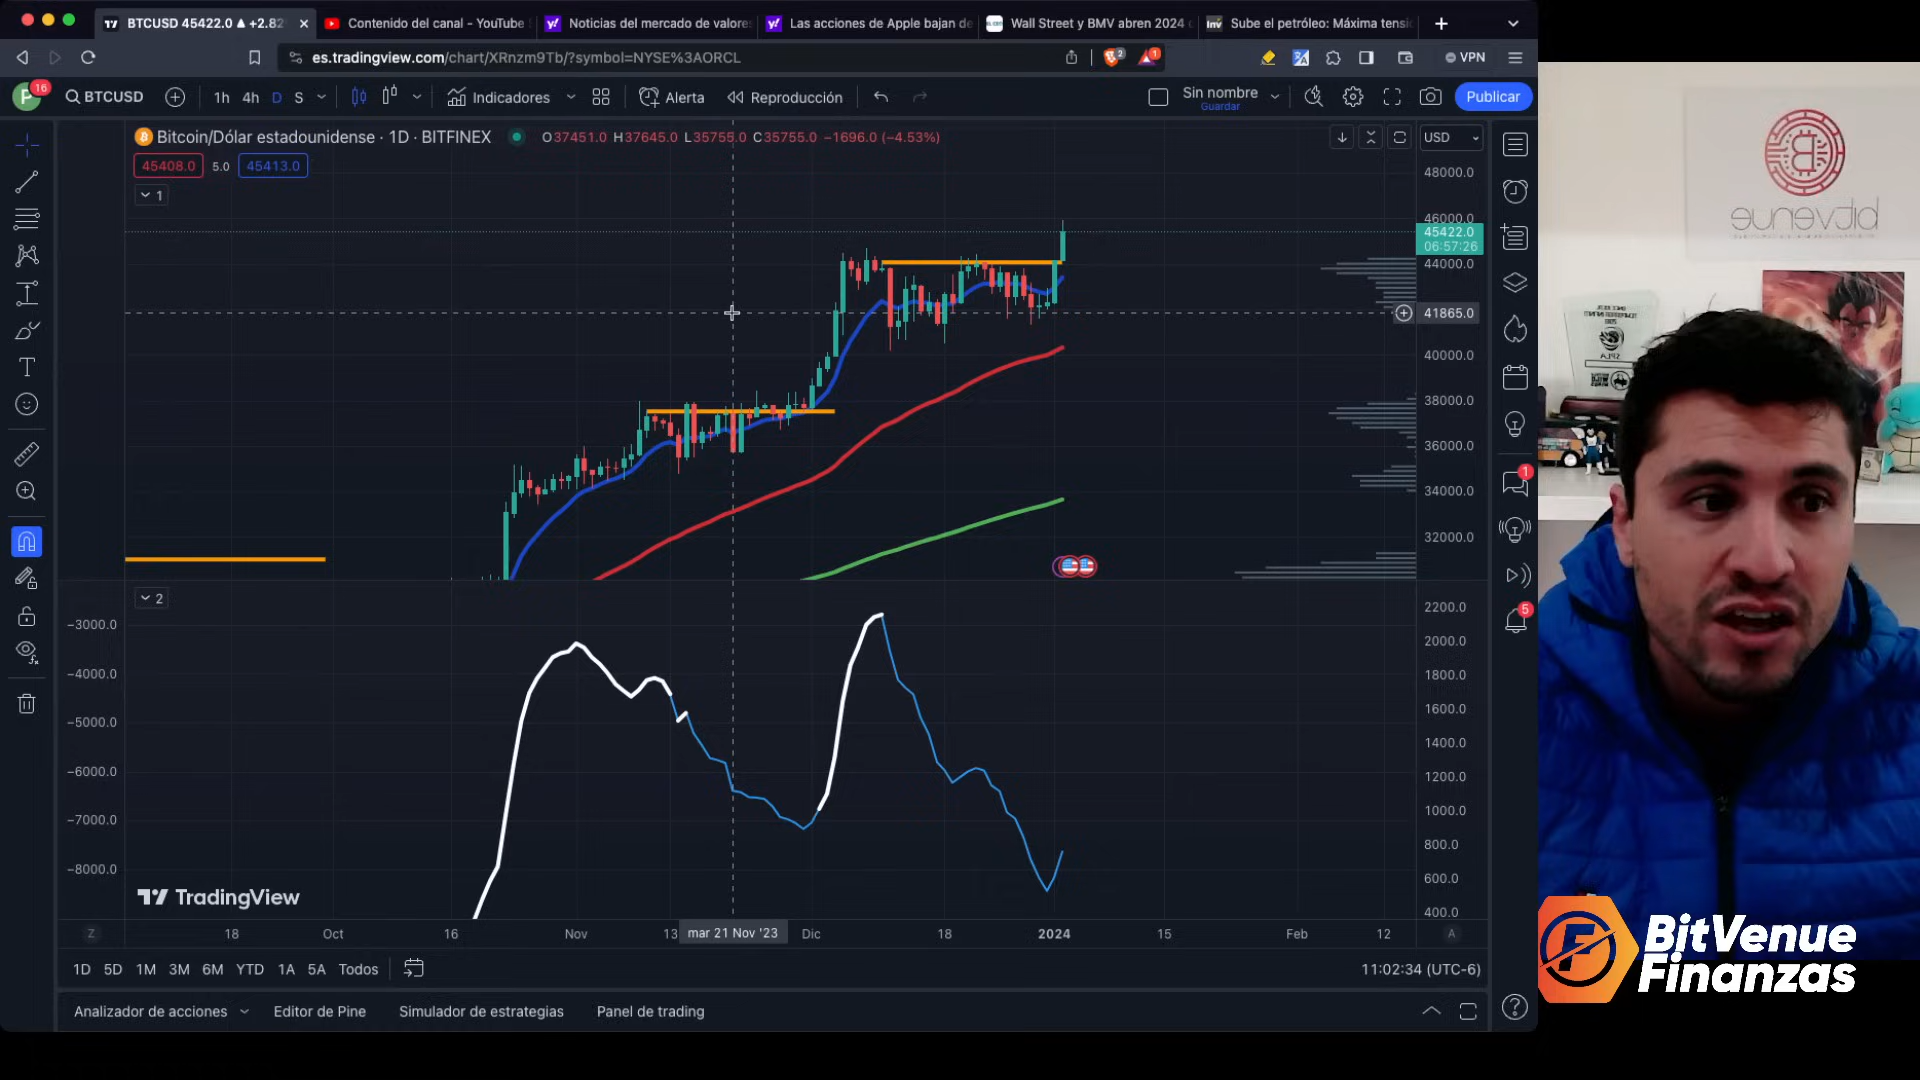 BTCUSD 45422.0 ▲ +2.82
Contenido del canal - YouTube
Noticias del mercado de valore
Las acciones de Apple bajan de
Wall Street y BMV abren 2024
Sube el petróleo: Máxima tensi
es.tradingview.com/chart/XRnzm9Tb/?symbol=NYSE%3AORCL
2
1
VPN
P
16
BTCUSD
1h 4h D S
Indicadores
Alerta
Reproducción
Sin nombre
Guardar
Publicar
Bitcoin/Dólar estadounidense · 1D · BITFINEX
O37451.0 H37645.0 L35755.0 C35755.0 −1696.0 (−4.53%)
USD
45408.0 5.0 45413.0
1
48000.0
46000.0
45422.0
06:57:26
44000.0
41865.0
40000.0
38000.0
36000.0
34000.0
32000.0
2
−3000.0
−4000.0
−5000.0
−6000.0
−7000.0
−8000.0
2200.0
2000.0
1800.0
1600.0
1400.0
1200.0
1000.0
800.0
600.0
400.0
TradingView
Z 18 Oct 16 Nov 13 mar 21 Nov '23 Dic 18 2024 15 Feb 12 A
1D 5D 1M 3M 6M YTD 1A 5A Todos
11:02:34 (UTC-6)
Analizador de acciones
Editor de Pine
Simulador de estrategias
Panel de trading
1
5
bitvenue
BitVenue
Finanzas